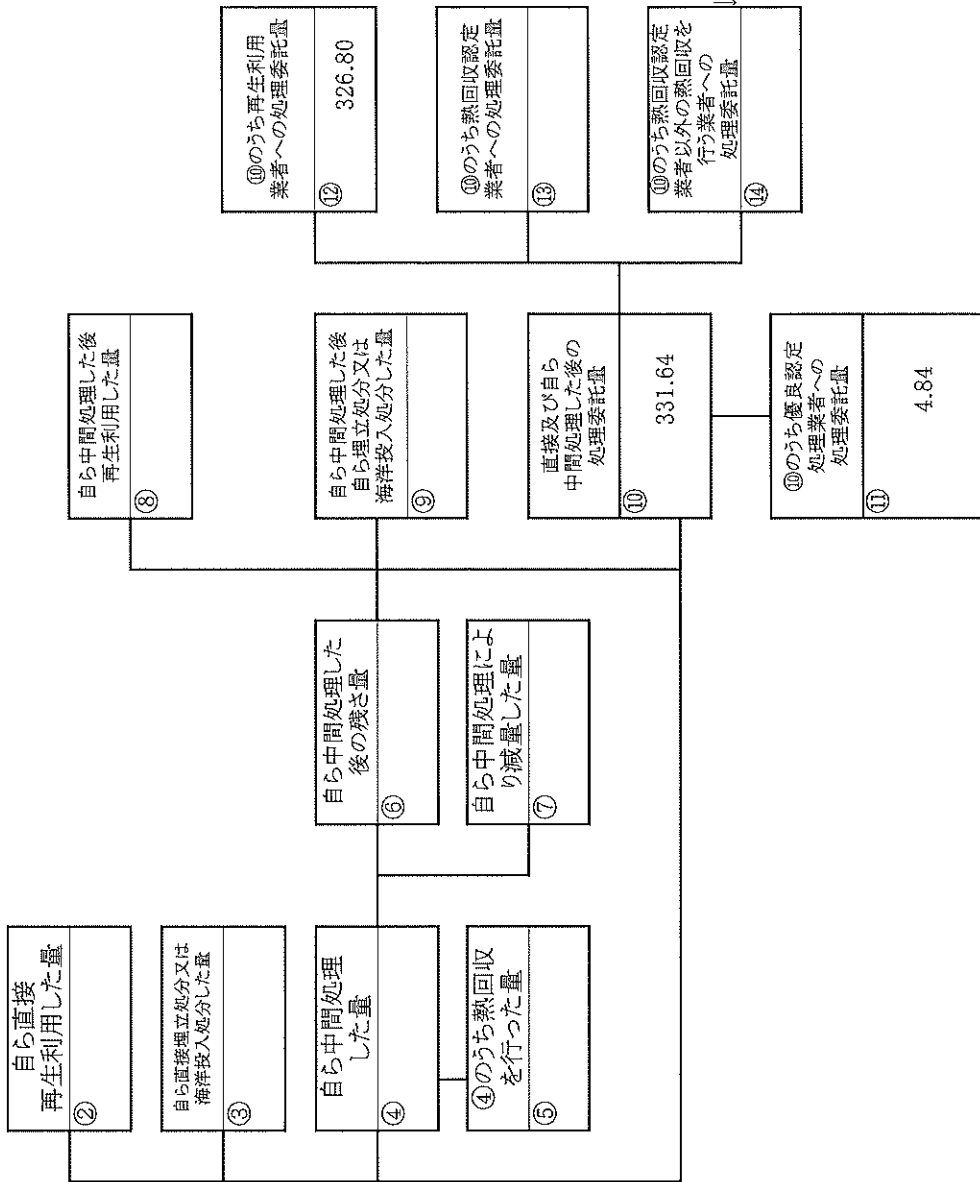 自ら直接
再生利用した量
②
自ら直接埋立処分又は
海洋投入処分した量
③
自ら中間処理
した量
④
④のうち熱回収
を行った量
⑤
自ら中間処理した
後の残さ量
⑥
自ら中間処理によ
り減量した量
⑦
自ら中間処理した後
再生利用した量
⑧
自ら中間処理した後
自ら埋立処分又は
海洋投入処分した量
⑨
直接及び自ら
中間処理した後の
処理委託量
⑩
331.64
⑩のうち優良認定
処理業者への
処理委託量
⑪
4.84
⑩のうち再生利用
業者への処理委託量
⑫
326.80
⑩のうち熱回収認定
業者への処理委託量
⑬
⑩のうち熱回収認定
業者以外の熱回収を
行う業者への
処理委託量
⑭